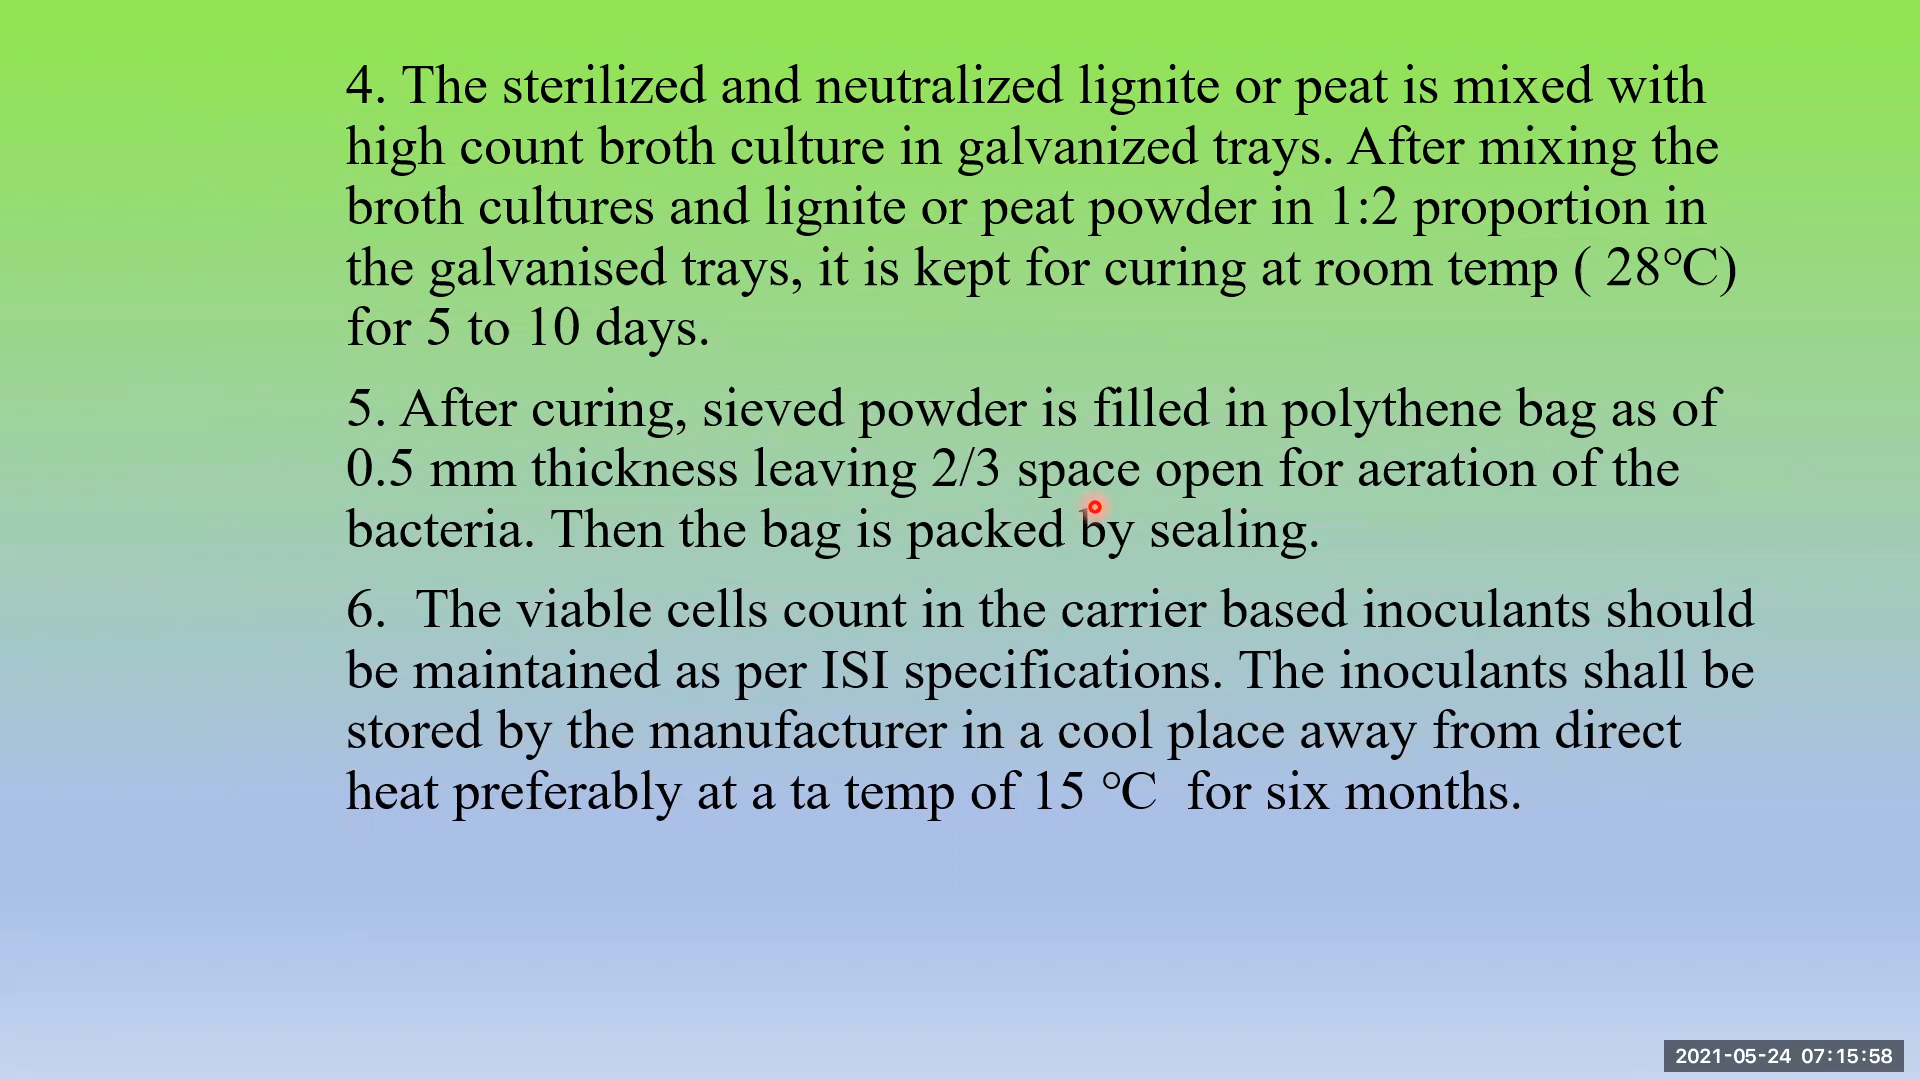 4. The sterilized and neutralized lignite or peat is mixed with
high count broth culture in galvanized trays. After mixing the
broth cultures and lignite or peat powder in 1:2 proportion in
the galvanised trays, it is kept for curing at room temp ( 28°C)
for 5 to 10 days.
5. After curing, sieved powder is filled in polythene bag as of
0.5 mm thickness leaving 2/3 space open for aeration of the
bacteria. Then the bag is packed by sealing.
6.  The viable cells count in the carrier based inoculants should
be maintained as per ISI specifications. The inoculants shall be
stored by the manufacturer in a cool place away from direct
heat preferably at a ta temp of 15 °C  for six months.
2021-05-24 07:15:58